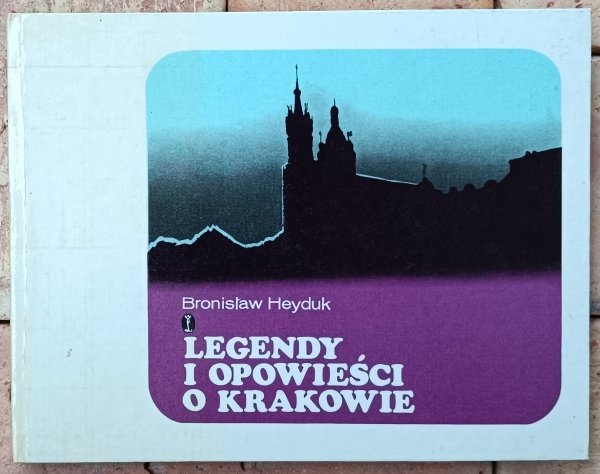 Bronisław Heyduk
LEGENDY
I OPOWIEŚCI
O KRAKOWIE